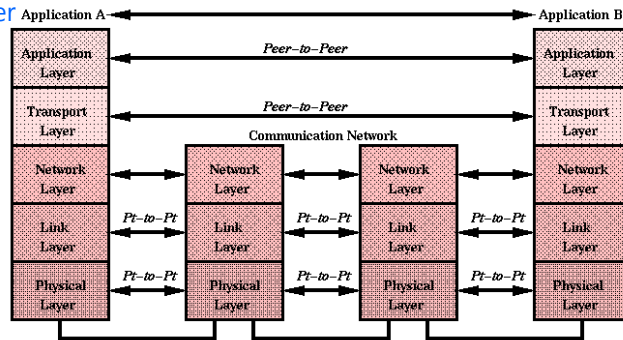 er
Application A
Application B
Peer-to-Peer
Application Layer
Application Layer
Peer-to-Peer
Transport Layer
Transport Layer
Communication Network
Network Layer
Network Layer
Network Layer
Network Layer
Pt-to-Pt
Pt-to-Pt
Pt-to-Pt
Link Layer
Link Layer
Link Layer
Link Layer
Pt-to-Pt
Pt-to-Pt
Pt-to-Pt
Physical Layer
Physical Layer
Physical Layer
Physical Layer